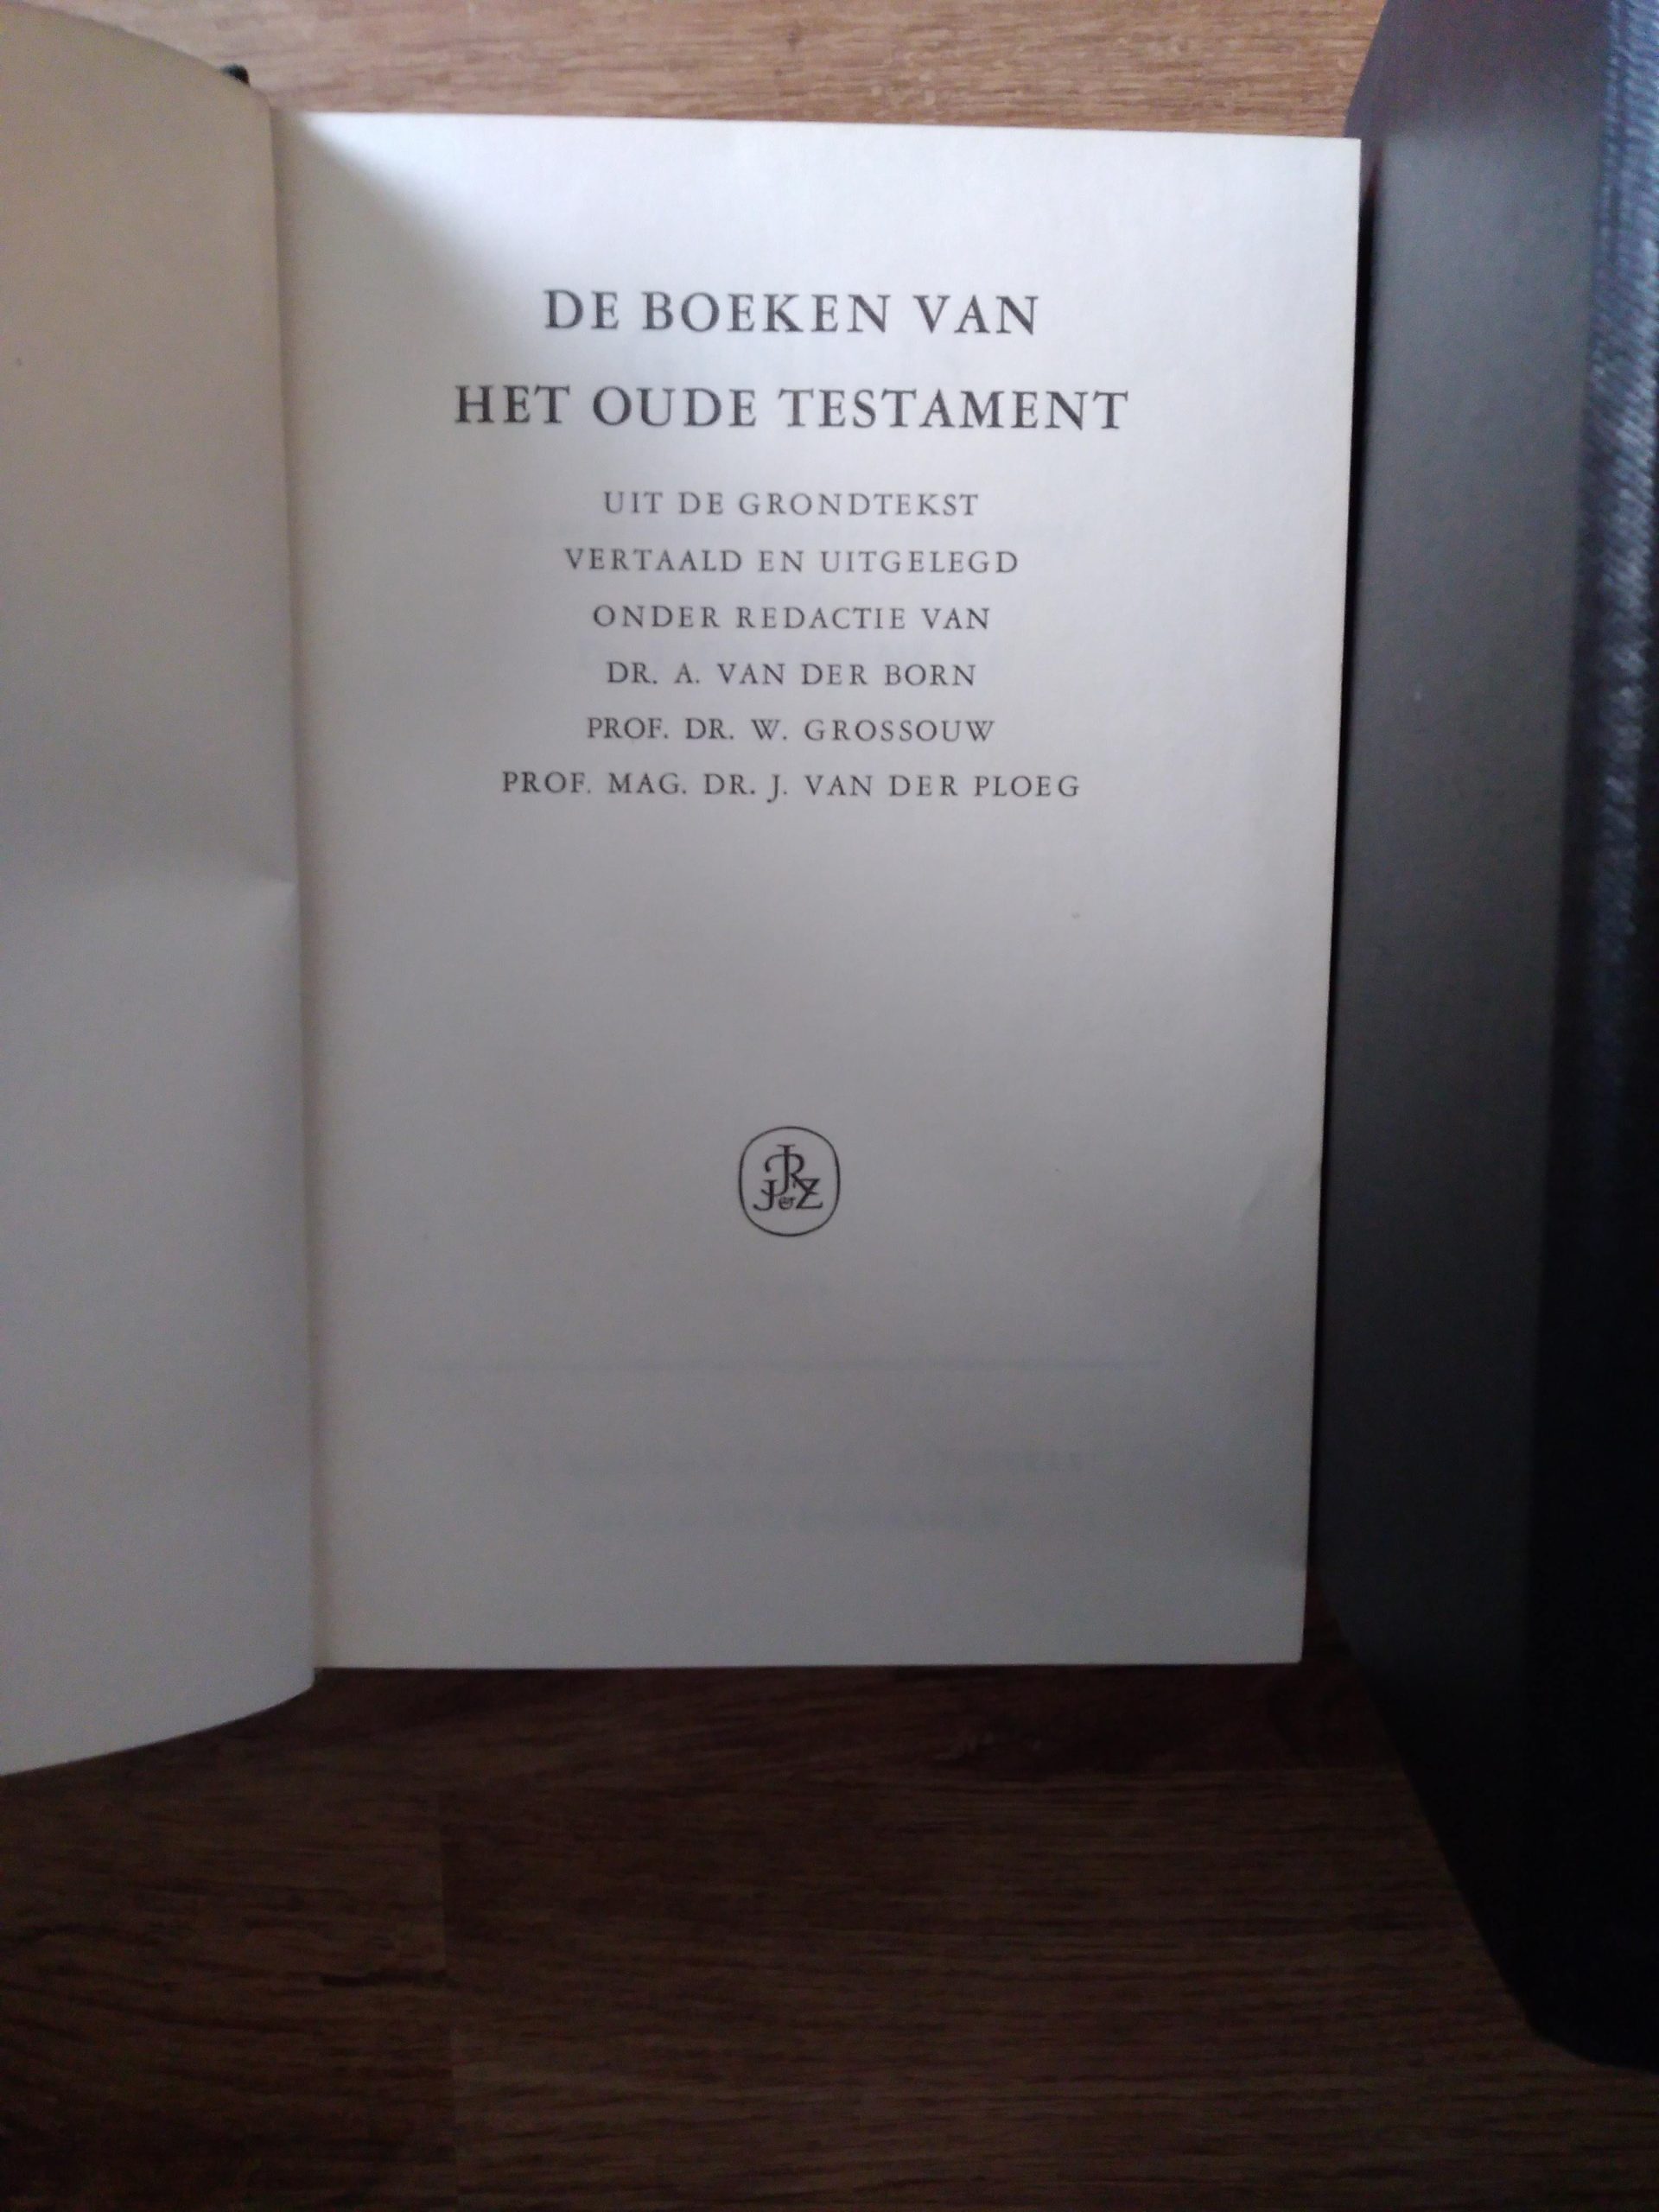 DE BOEKEN VAN
HET OUDE TESTAMENT
UIT DE GRONDTEKST
VERTAALD EN UITGELEGD
ONDER REDACTIE VAN
DR. A. VAN DER BORN
PROF. DR. W. GROSSOUW
PROF. MAG. DR. J. VAN DER PLOEG
JR
J&Z